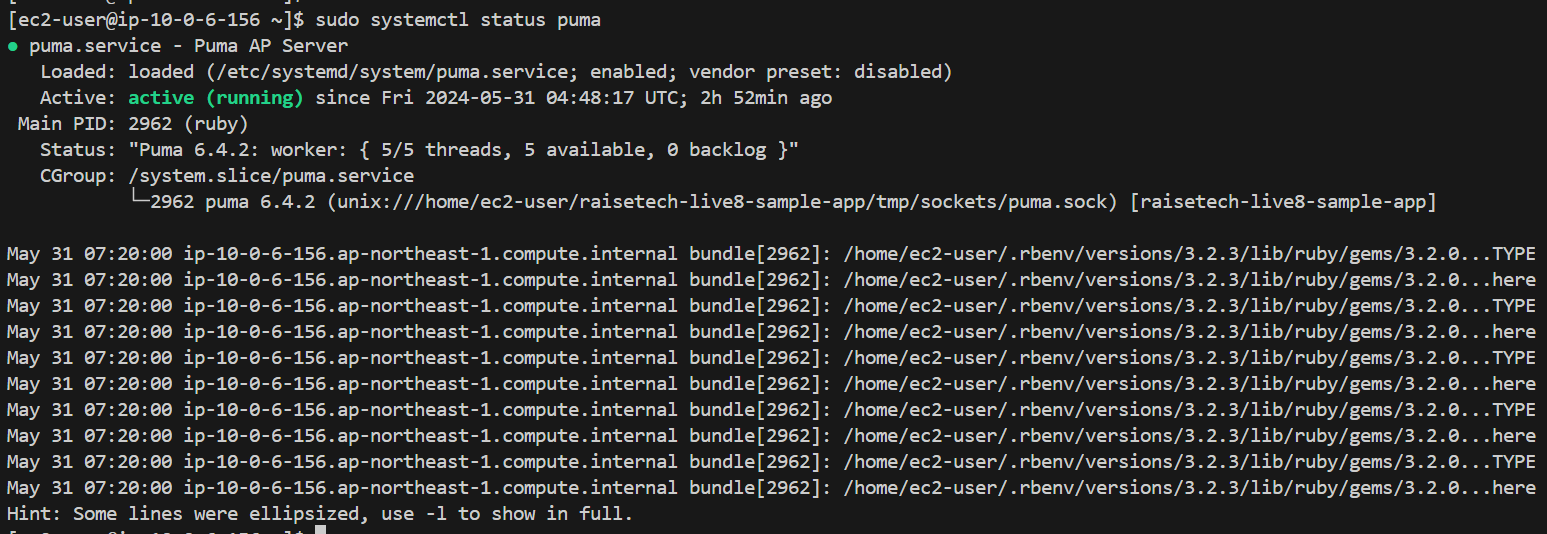 [ec2-user@ip-10-0-6-156 ~]$ sudo systemctl status puma
● puma.service - Puma AP Server
   Loaded: loaded (/etc/systemd/system/puma.service; enabled; vendor preset: disabled)
   Active: active (running) since Fri 2024-05-31 04:48:17 UTC; 2h 52min ago
 Main PID: 2962 (ruby)
   Status: "Puma 6.4.2: worker: { 5/5 threads, 5 available, 0 backlog }"
   CGroup: /system.slice/puma.service
           └─2962 puma 6.4.2 (unix:///home/ec2-user/raisetech-live8-sample-app/tmp/sockets/puma.sock) [raisetech-live8-sample-app]
May 31 07:20:00 ip-10-0-6-156.ap-northeast-1.compute.internal bundle[2962]: /home/ec2-user/.rbenv/versions/3.2.3/lib/ruby/gems/3.2.0...TYPE
May 31 07:20:00 ip-10-0-6-156.ap-northeast-1.compute.internal bundle[2962]: /home/ec2-user/.rbenv/versions/3.2.3/lib/ruby/gems/3.2.0...here
May 31 07:20:00 ip-10-0-6-156.ap-northeast-1.compute.internal bundle[2962]: /home/ec2-user/.rbenv/versions/3.2.3/lib/ruby/gems/3.2.0...TYPE
May 31 07:20:00 ip-10-0-6-156.ap-northeast-1.compute.internal bundle[2962]: /home/ec2-user/.rbenv/versions/3.2.3/lib/ruby/gems/3.2.0...here
May 31 07:20:00 ip-10-0-6-156.ap-northeast-1.compute.internal bundle[2962]: /home/ec2-user/.rbenv/versions/3.2.3/lib/ruby/gems/3.2.0...TYPE
May 31 07:20:00 ip-10-0-6-156.ap-northeast-1.compute.internal bundle[2962]: /home/ec2-user/.rbenv/versions/3.2.3/lib/ruby/gems/3.2.0...here
May 31 07:20:00 ip-10-0-6-156.ap-northeast-1.compute.internal bundle[2962]: /home/ec2-user/.rbenv/versions/3.2.3/lib/ruby/gems/3.2.0...TYPE
May 31 07:20:00 ip-10-0-6-156.ap-northeast-1.compute.internal bundle[2962]: /home/ec2-user/.rbenv/versions/3.2.3/lib/ruby/gems/3.2.0...here
May 31 07:20:00 ip-10-0-6-156.ap-northeast-1.compute.internal bundle[2962]: /home/ec2-user/.rbenv/versions/3.2.3/lib/ruby/gems/3.2.0...TYPE
May 31 07:20:00 ip-10-0-6-156.ap-northeast-1.compute.internal bundle[2962]: /home/ec2-user/.rbenv/versions/3.2.3/lib/ruby/gems/3.2.0...here
Hint: Some lines were ellipsized, use -l to show in full.